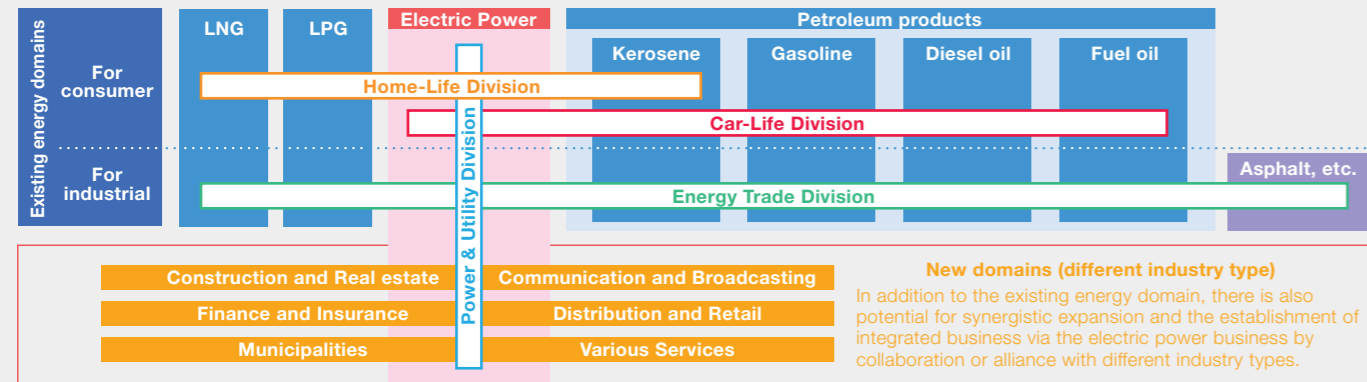 Existing energy domains
For
consumer
For
industrial
LNG
LPG
Electric Power
Petroleum products
Kerosene
Gasoline
Diesel oil
Fuel oil
Home-Life Division
Car-Life Division
Power & Utility Division
Asphalt, etc.
Energy Trade Division
Construction and Real estate
Communication and Broadcasting
Finance and Insurance
Distribution and Retail
Municipalities
Various Services
New domains (different industry type)
In addition to the existing energy domain, there is also
potential for synergistic expansion and the establishment of
integrated business via the electric power business by
collaboration or alliance with different industry types.